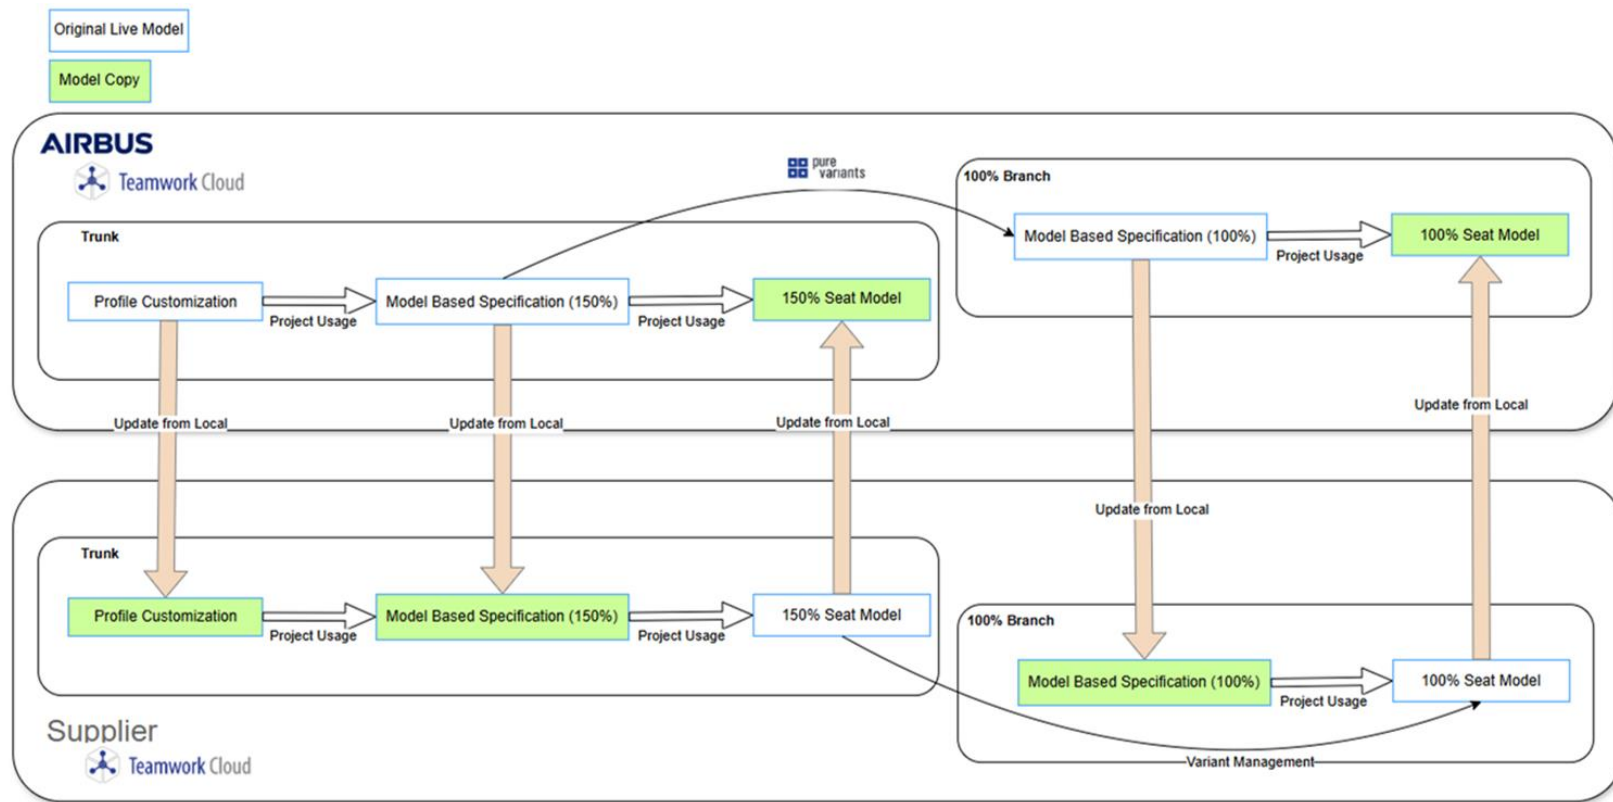 Original Live Model
Model Copy
AIRBUS
Teamwork Cloud
pure
variants
100% Branch
Trunk
Model Based Specification (100%)
100% Seat Model
Project Usage
Profile Customization
Model Based Specification (150%)
150% Seat Model
Project Usage
Project Usage
Update from Local
Update from Local
Update from Local
Update from Local
Update from Local
Trunk
Profile Customization
Model Based Specification (150%)
150% Seat Model
Project Usage
Project Usage
100% Branch
Model Based Specification (100%)
100% Seat Model
Project Usage
Supplier
Teamwork Cloud
Variant Management